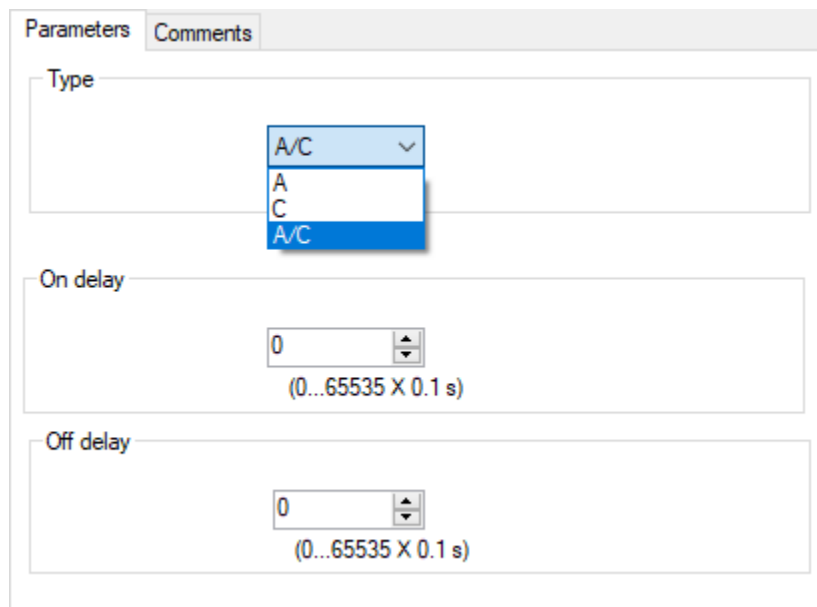 Parameters Comments
Type
A/C
A
C
A/C
On delay
0
(0...65535 X 0.1 s)
Off delay
0
(0...65535 X 0.1 s)